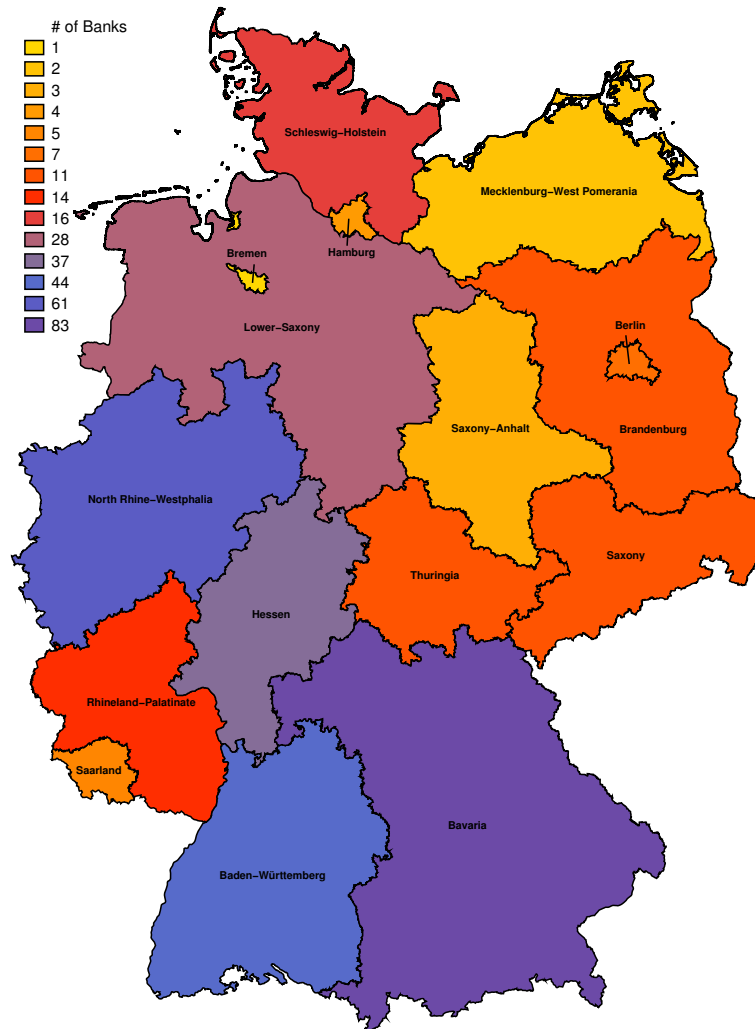 # of Banks
1
2
3
4
5
7
11
14
16
28
37
44
61
83
Schleswig–Holstein
Mecklenburg–West Pomerania
Hamburg
Bremen
Lower–Saxony
Berlin
Saxony–Anhalt
Brandenburg
North Rhine–Westphalia
Saxony
Thuringia
Hessen
Rhineland–Palatinate
Saarland
Bavaria
Baden–Württemberg